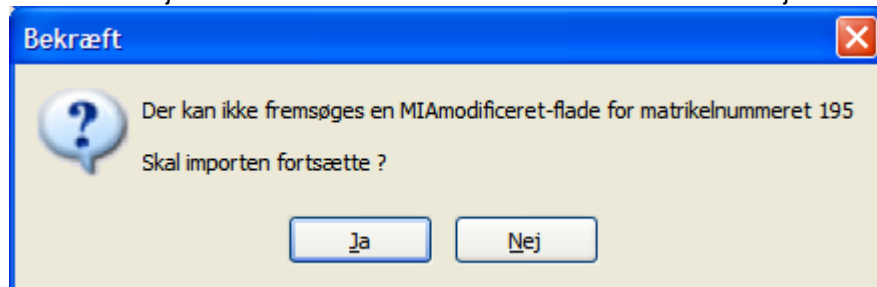 Bekræft
Der kan ikke fremsøges en MIAmodificeret-flade for matrikelnummeret 195
Skal importen fortsætte ?
Ja
Nej